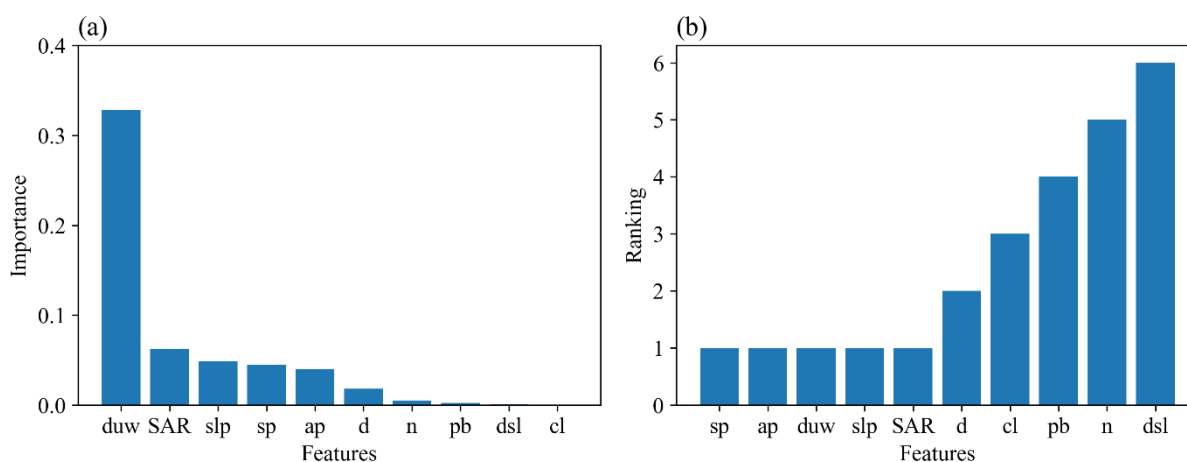 (a)
0.4
0.3
0.2
0.1
0.0
Importance
duw SAR slp sp ap d n pb dsl cl
Features
(b)
6
5
4
3
2
1
0
Ranking
sp ap duw slp SAR d cl pb n dsl
Features